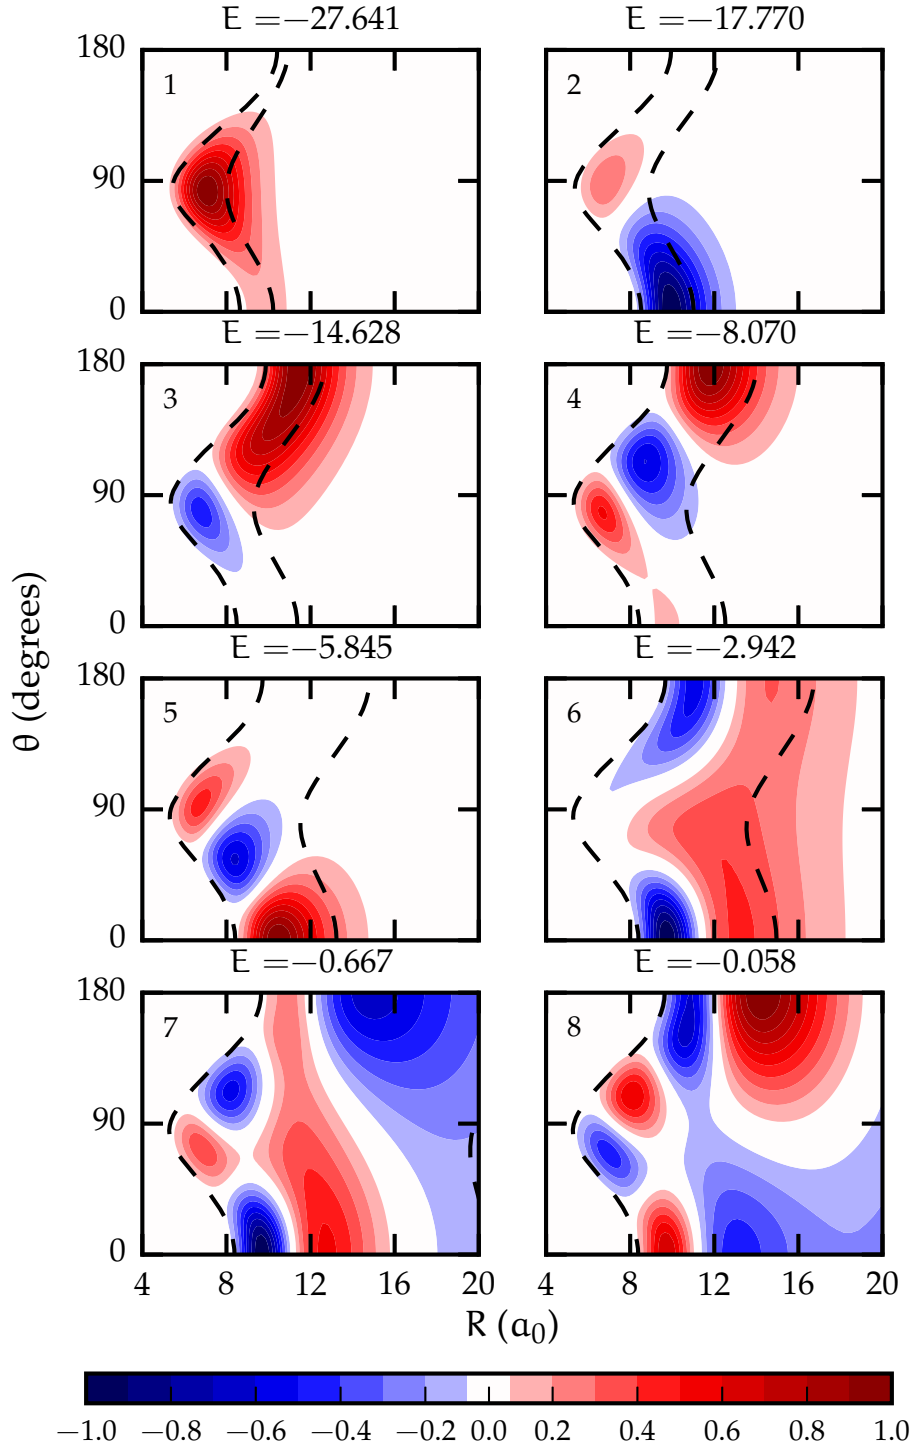 E =−27.641
E =−17.770
180
90
0
1
2
E =−14.628
E =−8.070
180
90
0
3
4
E =−5.845
E =−2.942
180
90
0
5
6
E =−0.667
E =−0.058
180
90
0
7
8
θ (degrees)
4 8 12 16 20
4 8 12 16 20
R (a₀)
−1.0 −0.8 −0.6 −0.4 −0.2 0.0 0.2 0.4 0.6 0.8 1.0